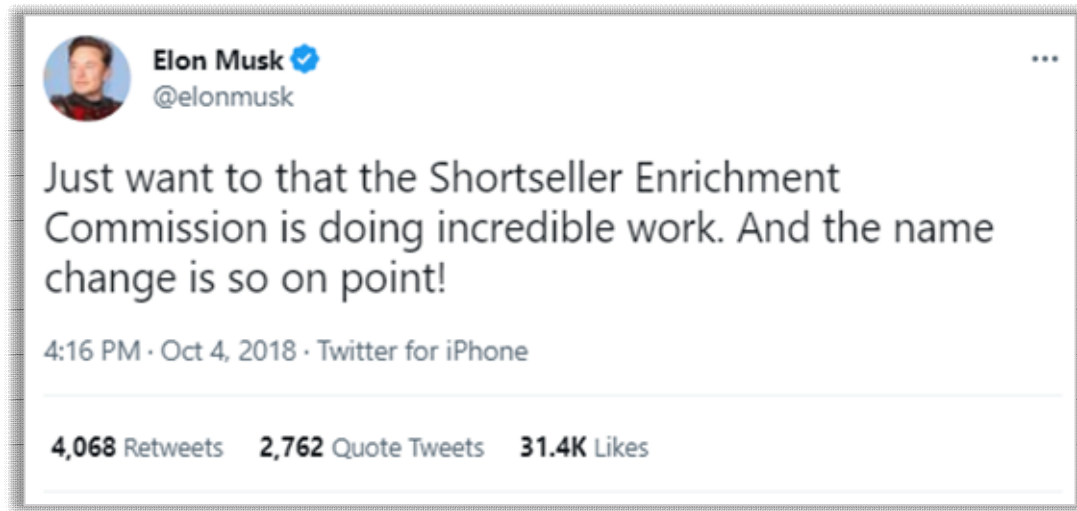 Elon Musk
@elonmusk
Just want to that the Shortseller Enrichment
Commission is doing incredible work. And the name
change is so on point!
4:16 PM · Oct 4, 2018 · Twitter for iPhone
4,068 Retweets 2,762 Quote Tweets 31.4K Likes